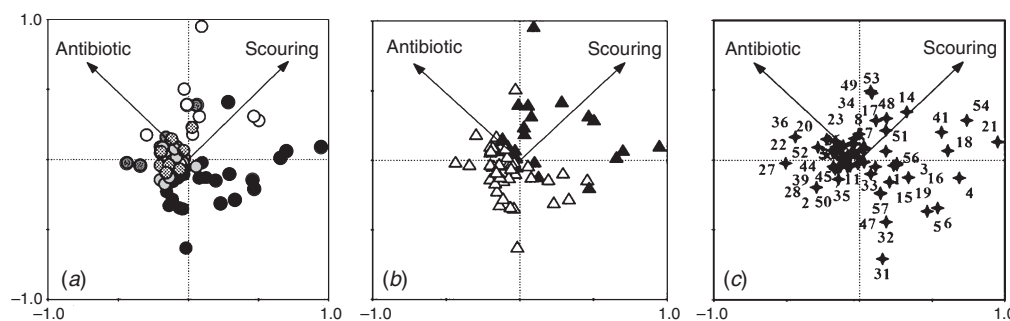 1.0
Antibiotic Scouring
(a)
–1.0
–1.0 1.0
Antibiotic Scouring
(b)
–1.0 1.0
Antibiotic Scouring
49 53
34 17 48 14 54
36 20 23 8 7 41 21
22 52 51 18
27 44 56 3
39 45 11 33 1 16 4
28 35 15 19
2 50 57 56
47 32
31
(c)
–1.0 1.0